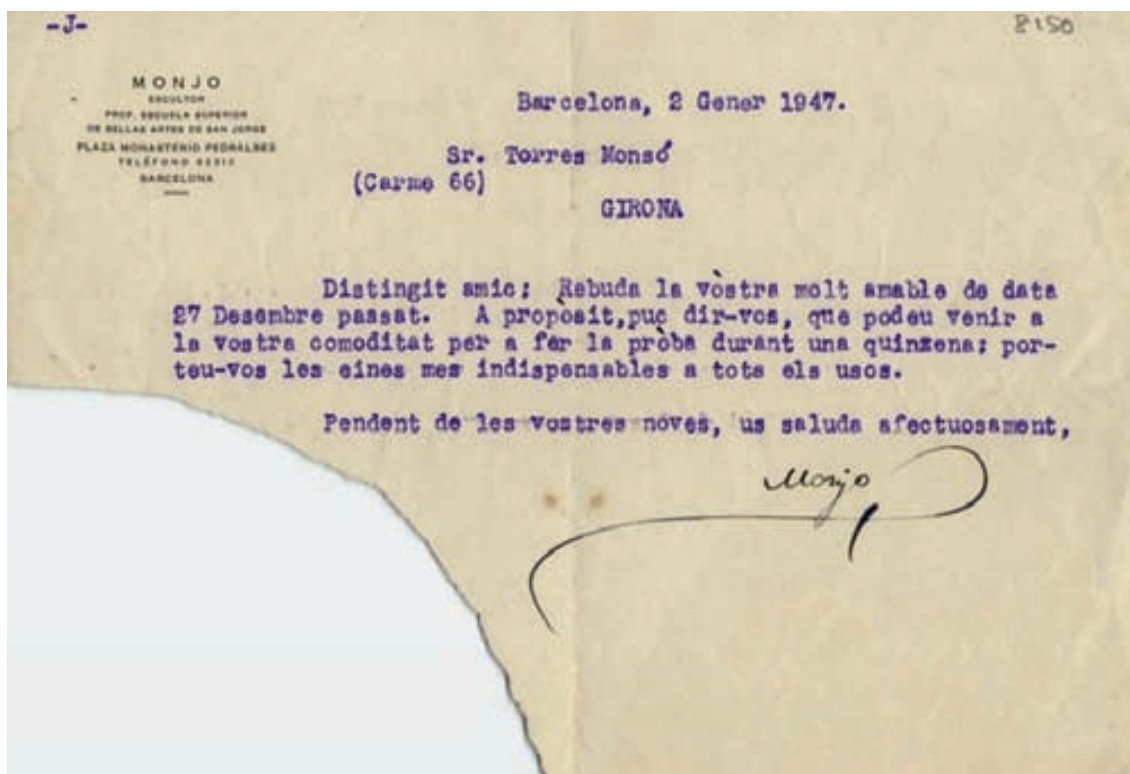 -J-
8150
MONJO
ESCULTOR
PROF. ESCUELA SUPERIOR
DE BELLAS ARTES DE SAN JORGE
PLAZA MONASTERIO PEDRALBES
TELÉFONO
BARCELONA
Barcelona, 2 Gener 1947.
Sr. Torres Monsó
(Carme 66)
GIRONA
Distingit amic: Rebuda la vòstra molt amable de data
27 Desembre passat. A propòsit,puc dir-vos, que podeu venir a
la vostra comoditat per a fer la pròba durant una quinzena; por-
teu-vos les eines mes indispensables a tots els usos.
Pendent de les vostres noves, us saluda afectuosament,
Monjo